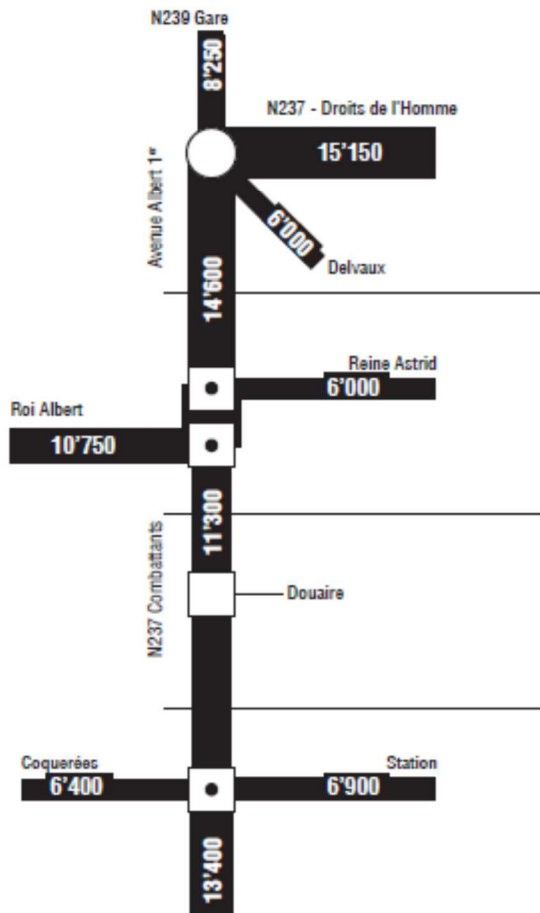 N239 Gare
8'250
N237 - Droits de l'Homme
15'150
Avenue Albert 1er
6'000
Delvaux
14'600
Reine Astrid
6'000
Roi Albert
10'750
11'300
N237 Combattants
Douaire
Coquerées
6'400
Station
6'900
13'400